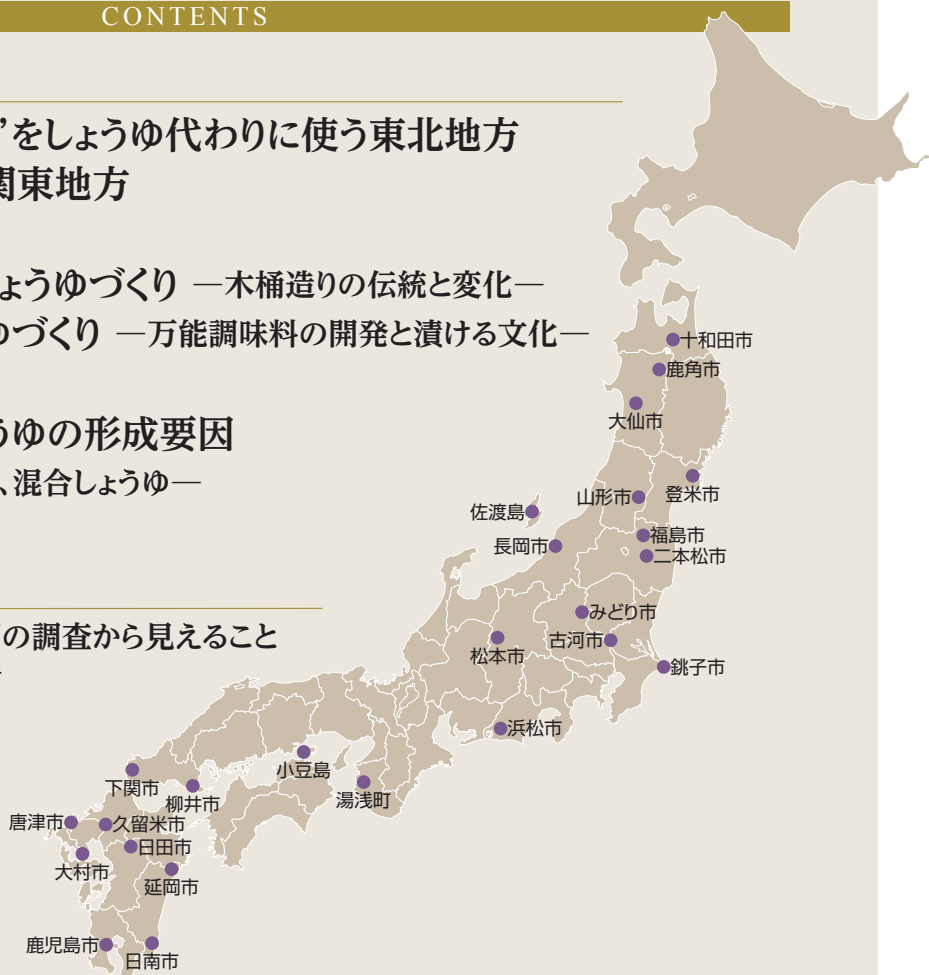 CONTENTS
’をしょうゆ代わりに使う東北地方
関東地方
ょうゆづくり ―木桶造りの伝統と変化―
ゆづくり ―万能調味料の開発と漬ける文化―
うゆの形成要因
、混合しょうゆ―
の調査から見えること
十和田市
鹿角市
大仙市
登米市
山形市
佐渡島
福島市
長岡市
二本松市
みどり市
古河市
松本市
銚子市
浜松市
小豆島
下関市
湯浅町
柳井市
唐津市
久留米市
日田市
大村市
延岡市
鹿児島市
日南市